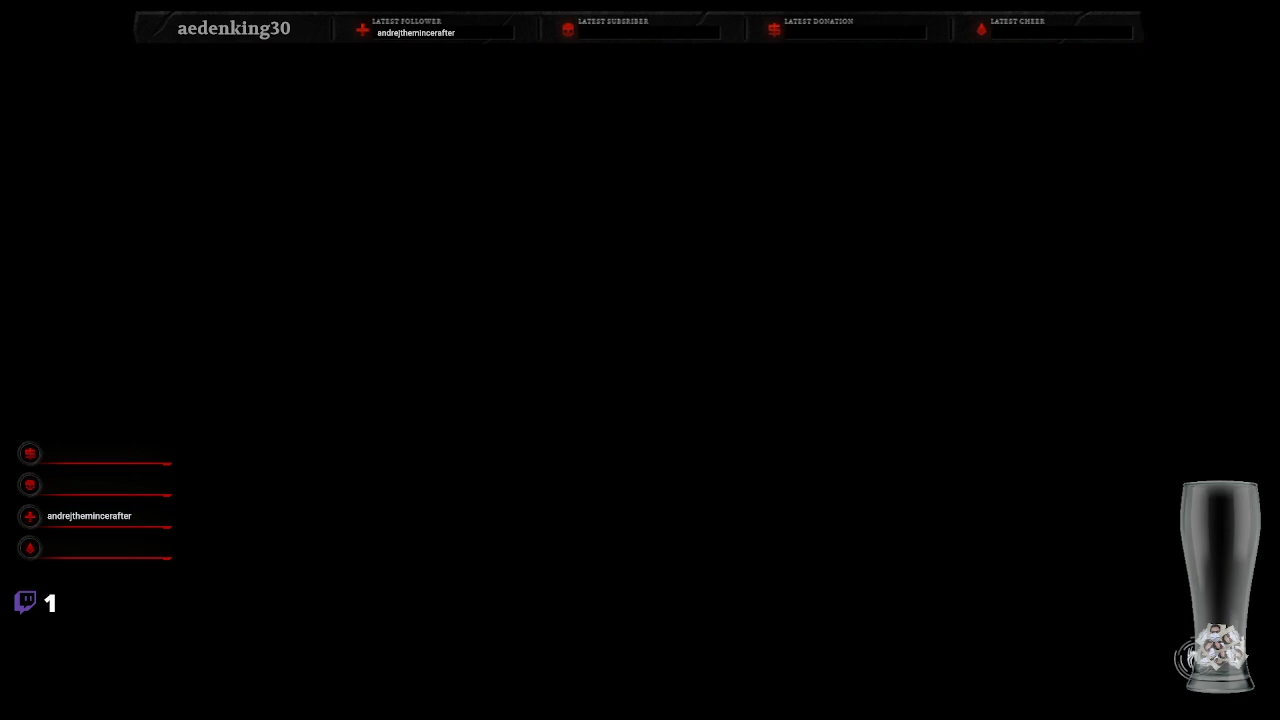 aedenking30
LATEST FOLLOWER
andrejthemincerafter
LATEST SUBSRIBER
LATEST DONATION
LATEST CHEER
andrejthemincerafter
1